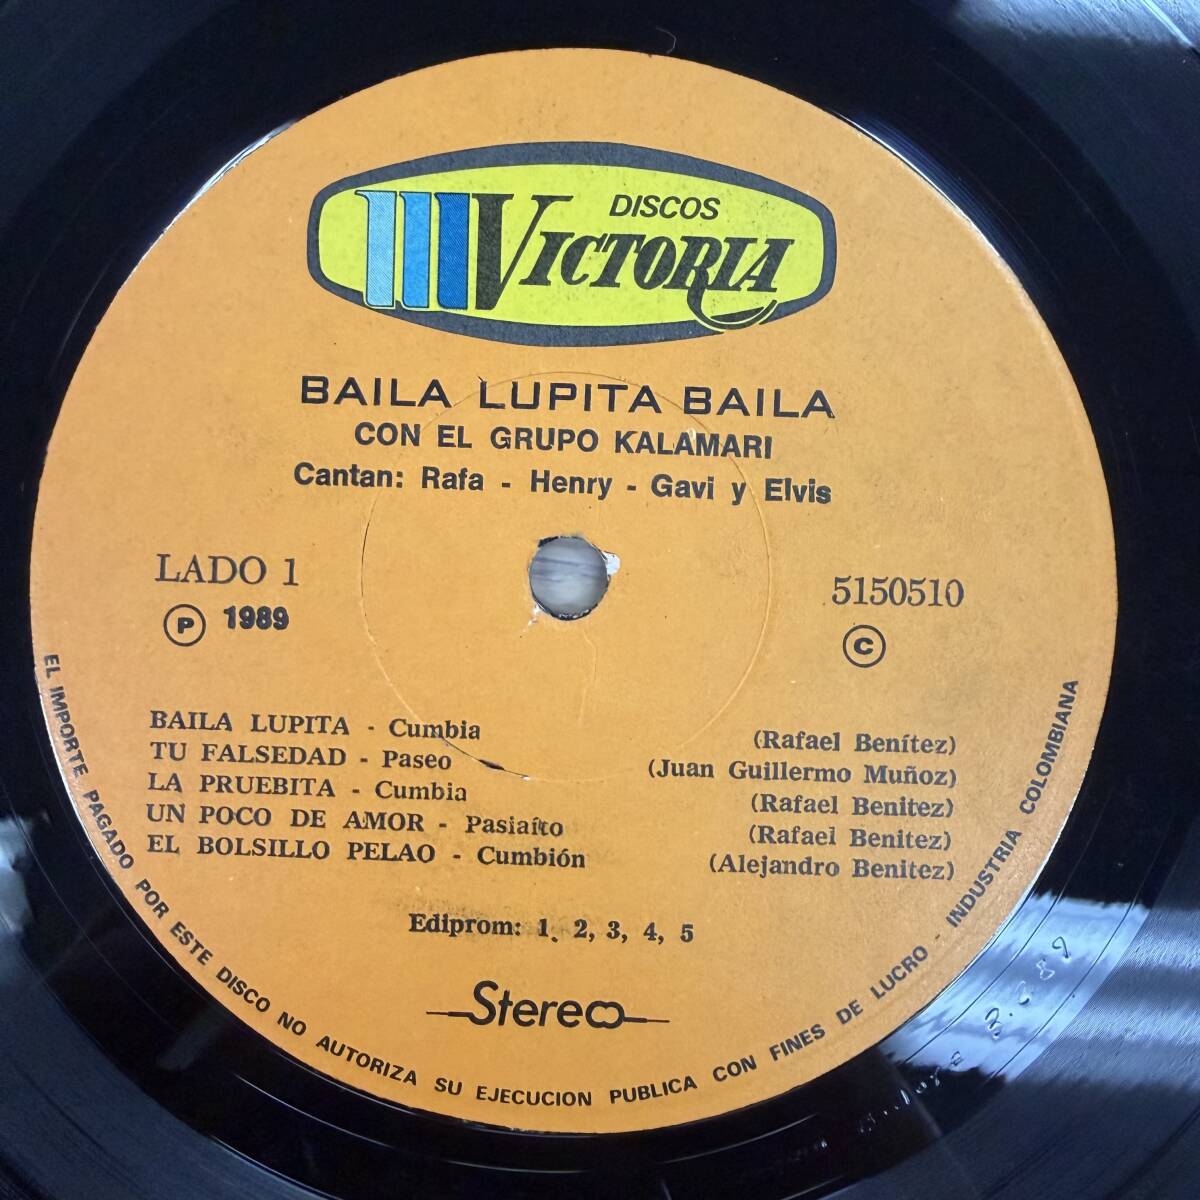 DISCOS
VICTORIA
BAILA LUPITA BAILA
CON EL GRUPO KALAMARI
Cantan: Rafa - Henry - Gavi y Elvis
LADO 1
5150510
P 1989
C
BAILA LUPITA - Cumbia (Rafael Benítez)
TU FALSEDAD - Paseo (Juan Guillermo Muñoz)
LA PRUEBITA - Cumbia (Rafael Benitez)
UN POCO DE AMOR - Pasiaíto (Rafael Benitez)
EL BOLSILLO PELAO - Cumbión (Alejandro Benitez)
Ediprom: 1, 2, 3, 4, 5
Stereo
EL IMPORTE PAGADO POR ESTE DISCO NO AUTORIZA SU EJECUCION PUBLICA CON FINES DE LUCRO - INDUSTRIA COLOMBIANA